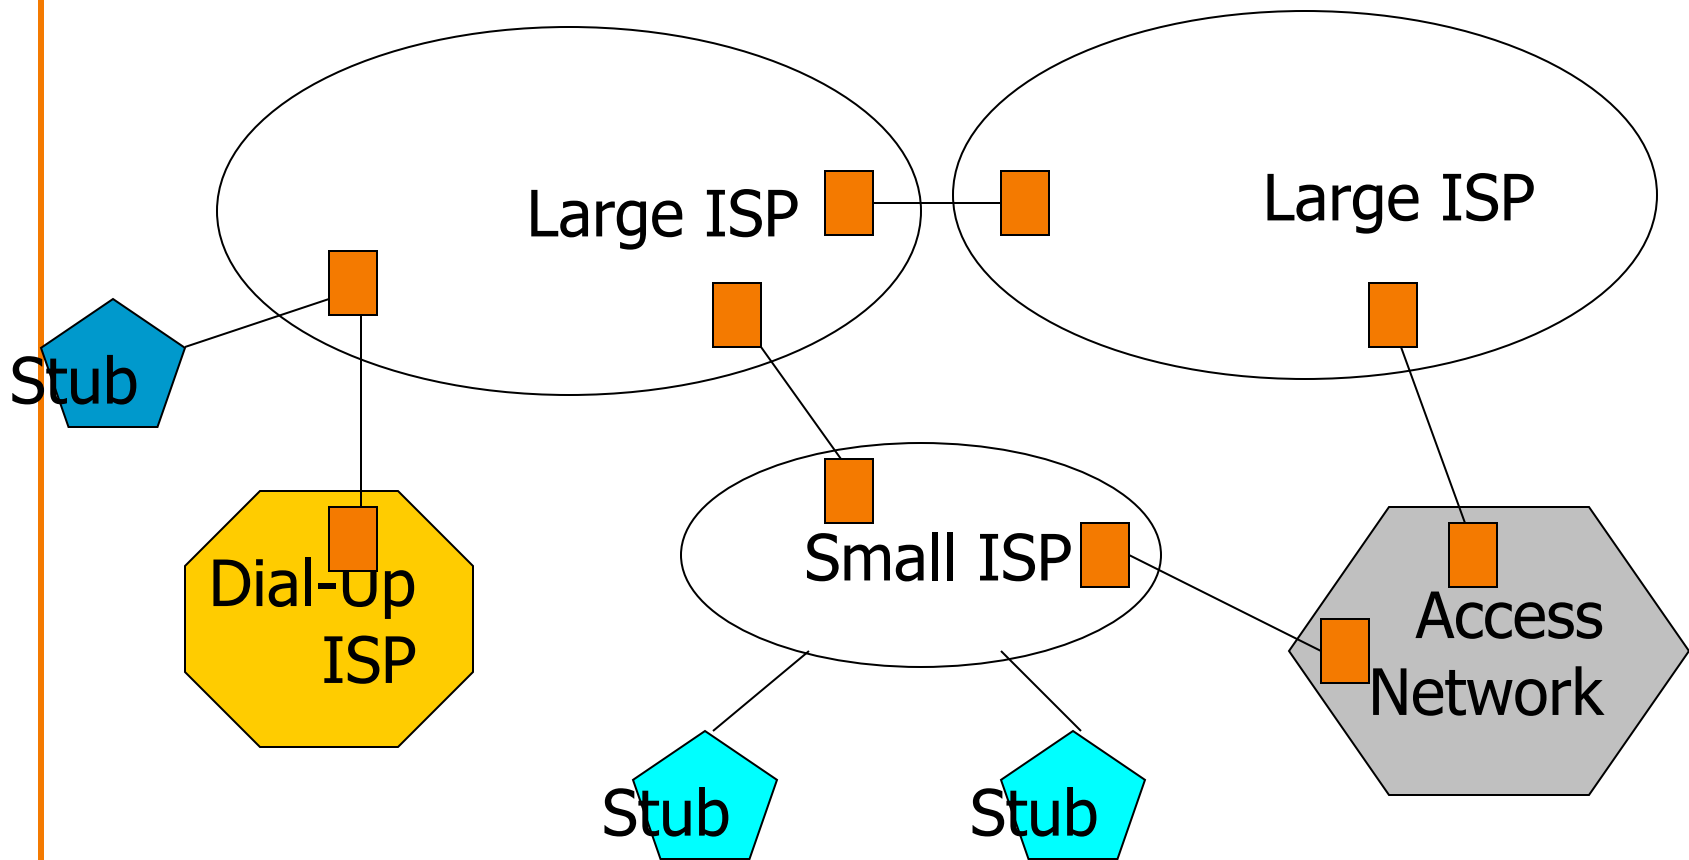 Large ISP
Large ISP
Stub
Dial-Up
ISP
Small ISP
Access
Network
Stub
Stub